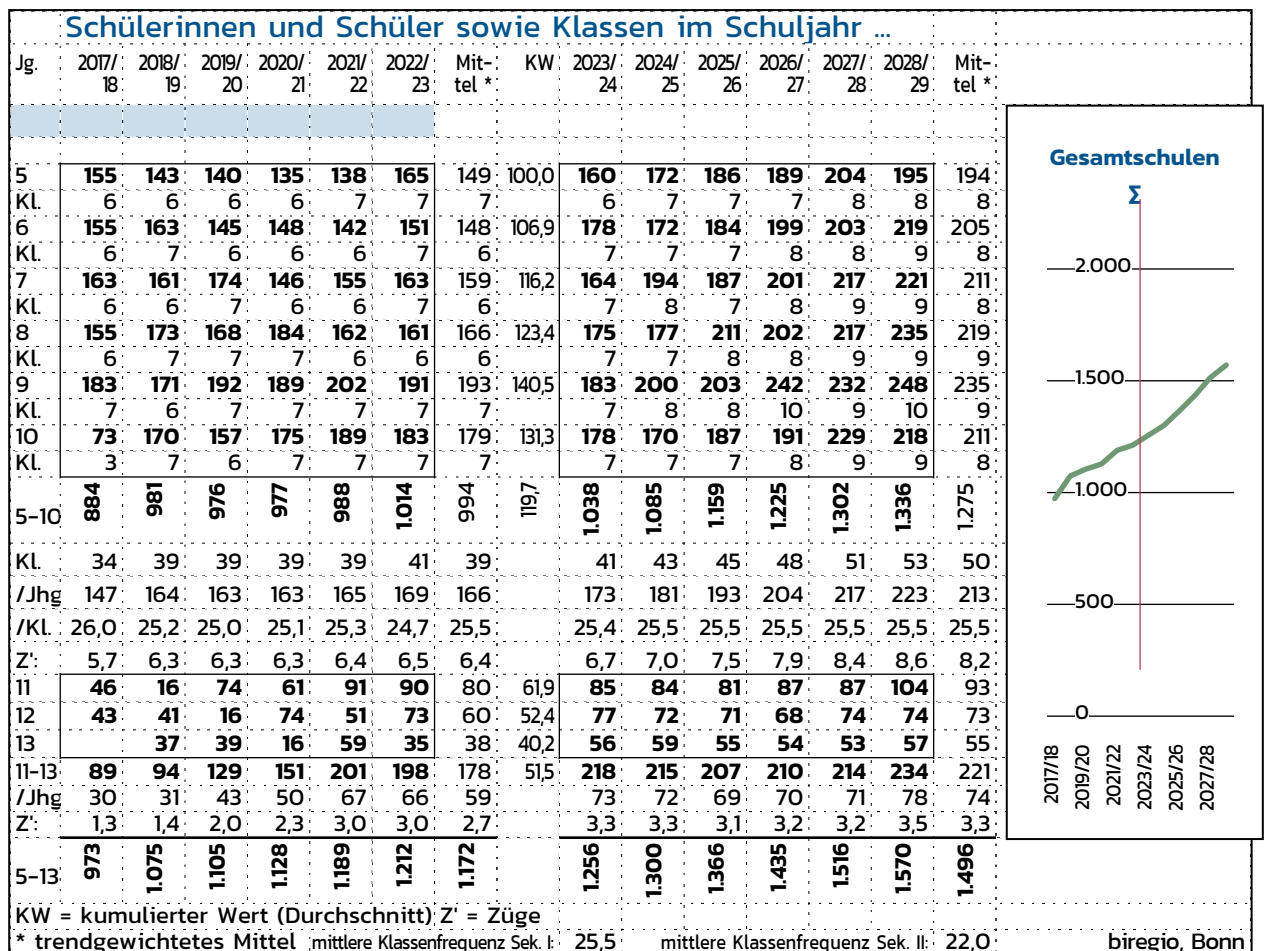 Schülerinnen und Schüler sowie Klassen im Schuljahr ...
Jg. 2017/18 2018/19 2019/20 2020/21 2021/22 2022/23 Mit-tel * KW 2023/24 2024/25 2025/26 2026/27 2027/28 2028/29 Mit-tel *
5 155 143 140 135 138 165 149 100,0 160 172 186 189 204 195 194
Kl. 6 6 6 6 7 7 7 6 7 7 7 8 8 8
6 155 163 145 148 142 151 148 106,9 178 172 184 199 203 219 205
Kl. 6 7 6 6 6 7 6 7 7 7 8 8 9 8
7 163 161 174 146 155 163 159 116,2 164 194 187 201 217 221 211
Kl. 6 6 7 6 6 7 6 7 8 7 8 9 9 8
8 155 173 168 184 162 161 166 123,4 175 177 211 202 217 235 219
Kl. 6 7 7 7 6 6 6 7 7 8 8 9 9 9
9 183 171 192 189 202 191 193 140,5 183 200 203 242 232 248 235
Kl. 7 6 7 7 7 7 7 7 8 8 10 9 10 9
10 73 170 157 175 189 183 179 131,3 178 170 187 191 229 218 211
Kl. 3 7 6 7 7 7 7 7 7 7 8 9 9 8
5-10 884 981 976 977 988 1.014 994 119,7 1.038 1.085 1.159 1.225 1.302 1.336 1.275
Kl. 34 39 39 39 39 41 39 41 43 45 48 51 53 50
/Jhg 147 164 163 163 165 169 166 173 181 193 204 217 223 213
/Kl. 26,0 25,2 25,0 25,1 25,3 24,7 25,5 25,4 25,5 25,5 25,5 25,5 25,5 25,5
Z': 5,7 6,3 6,3 6,3 6,4 6,5 6,4 6,7 7,0 7,5 7,9 8,4 8,6 8,2
11 46 16 74 61 91 90 80 61,9 85 84 81 87 87 104 93
12 43 41 16 74 51 73 60 52,4 77 72 71 68 74 74 73
13 37 39 16 59 35 38 40,2 56 59 55 54 53 57 55
11-13 89 94 129 151 201 198 178 51,5 218 215 207 210 214 234 221
/Jhg 30 31 43 50 67 66 59 73 72 69 70 71 78 74
Z': 1,3 1,4 2,0 2,3 3,0 3,0 2,7 3,3 3,3 3,1 3,2 3,2 3,5 3,3
5-13 973 1.075 1.105 1.128 1.189 1.212 1.172 1.256 1.300 1.366 1.435 1.516 1.570 1.496
KW = kumulierter Wert (Durchschnitt) Z' = Züge
* trendgewichtetes Mittel mittlere Klassenfrequenz Sek. I: 25,5 mittlere Klassenfrequenz Sek. II: 22,0 biregio, Bonn
Gesamtschulen
Σ
2.000
1.500
1.000
500
0
2017/18 2019/20 2021/22 2023/24 2025/26 2027/28